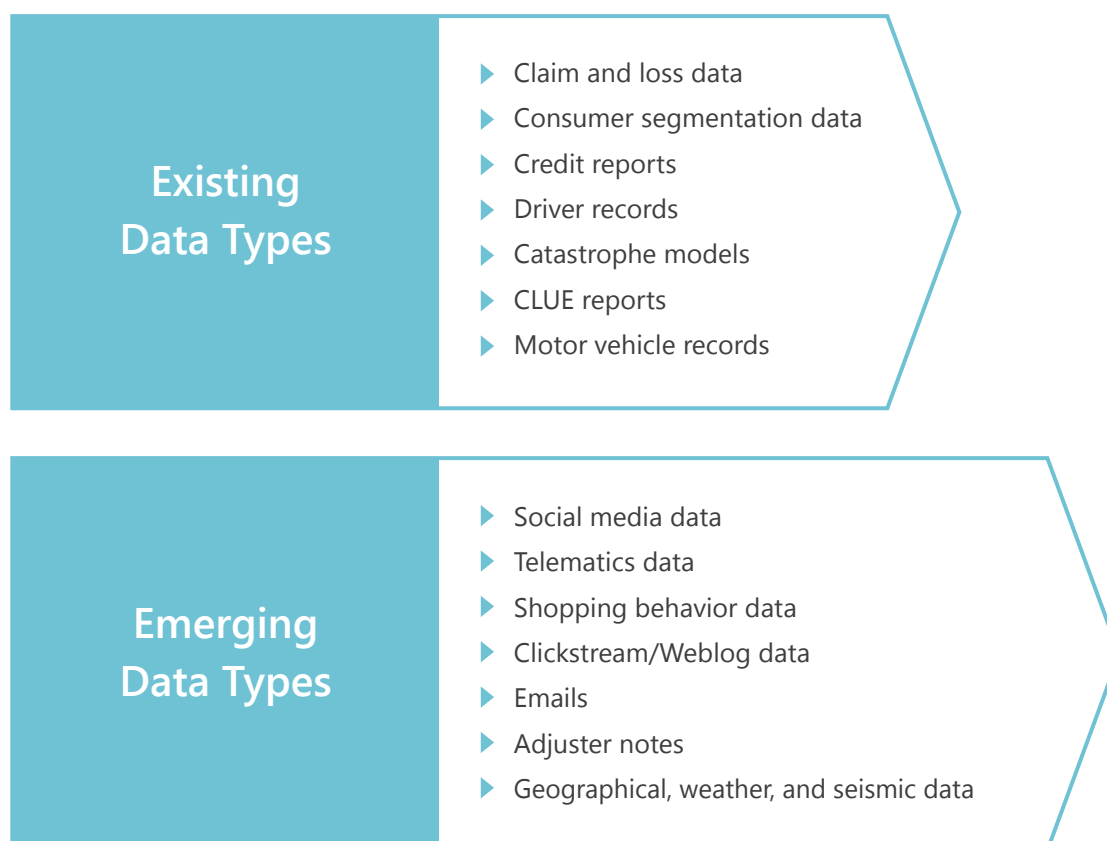 Existing
Data Types
Claim and loss data
Consumer segmentation data
Credit reports
Driver records
Catastrophe models
CLUE reports
Motor vehicle records
Emerging
Data Types
Social media data
Telematics data
Shopping behavior data
Clickstream/Weblog data
Emails
Adjuster notes
Geographical, weather, and seismic data